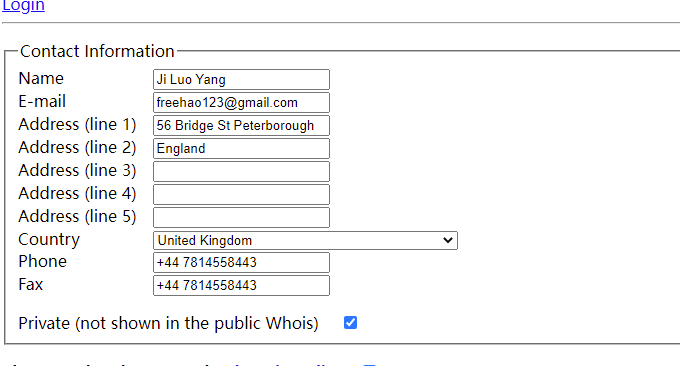 Login
Contact Information
Name Ji Luo Yang
E-mail freehao123@gmail.com
Address (line 1) 56 Bridge St Peterborough
Address (line 2) England
Address (line 3)
Address (line 4)
Address (line 5)
Country United Kingdom
Phone +44 7814558443
Fax +44 7814558443
Private (not shown in the public Whois)